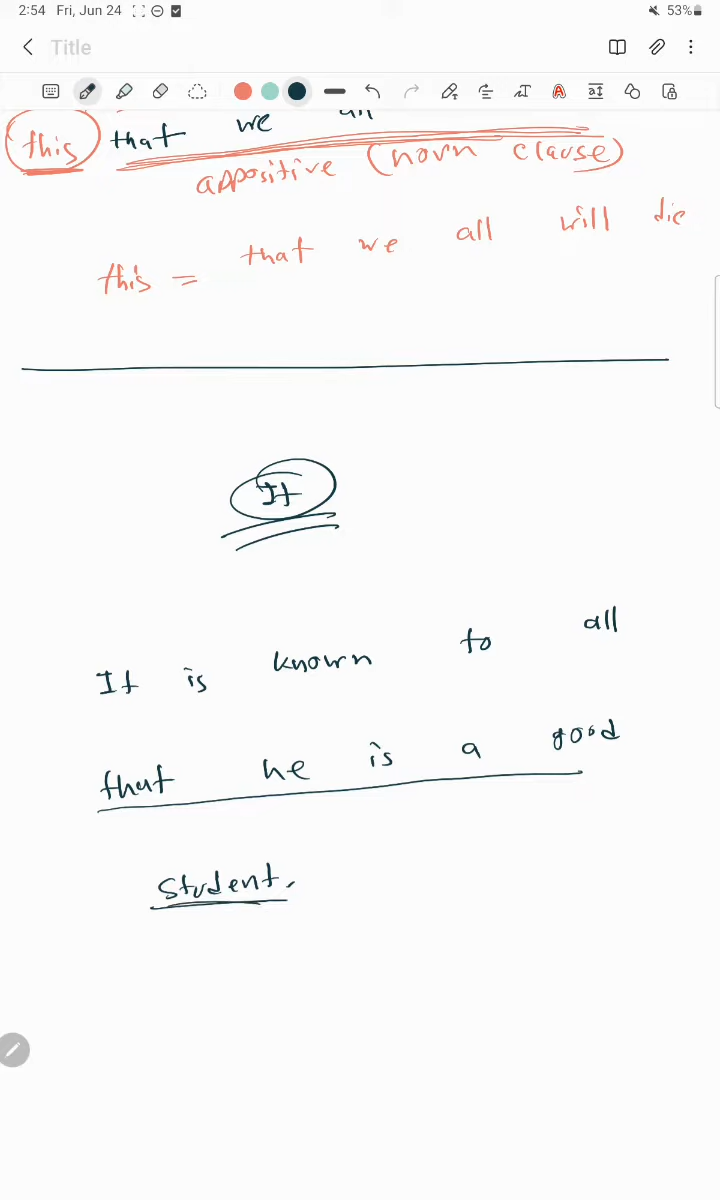 2:54 Fri, Jun 24 53%
Title
this that we all
appositive (noun clause)
this = that we all will die
It
It is known to all
that he is a good
student.